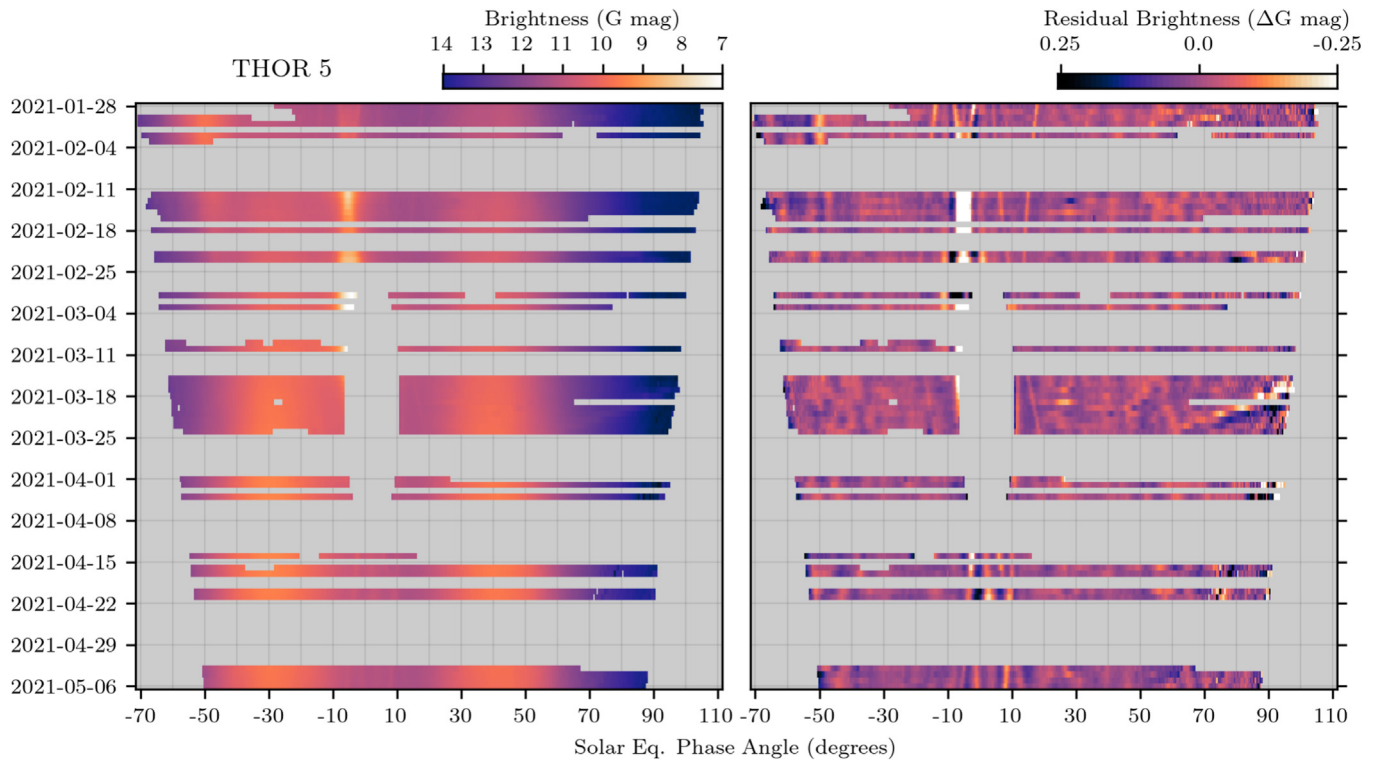 Brightness (G mag)
14 13 12 11 10 9 8 7
Residual Brightness (ΔG mag)
0.25 0.0 -0.25
THOR 5
2021-01-28
2021-02-04
2021-02-11
2021-02-18
2021-02-25
2021-03-04
2021-03-11
2021-03-18
2021-03-25
2021-04-01
2021-04-08
2021-04-15
2021-04-22
2021-04-29
2021-05-06
-70 -50 -30 -10 10 30 50 70 90 110
-70 -50 -30 -10 10 30 50 70 90 110
Solar Eq. Phase Angle (degrees)